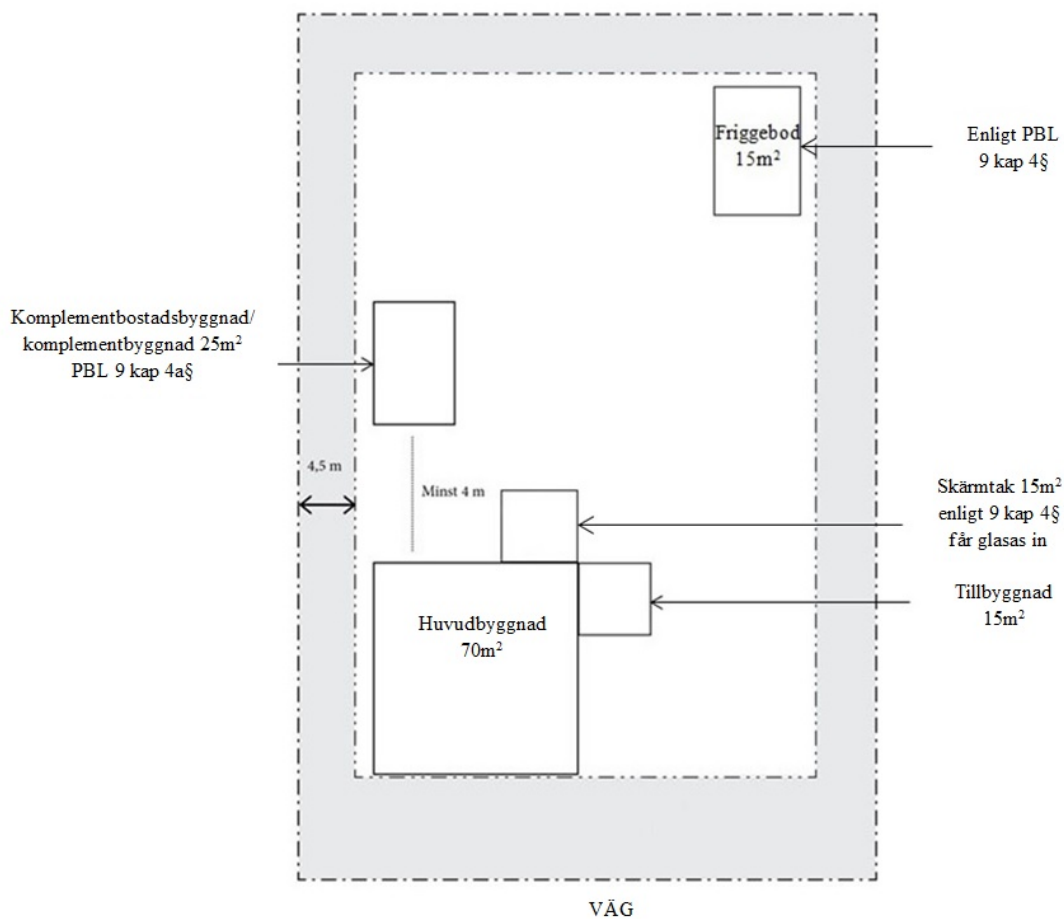 Friggebod
15m²
Enligt PBL
9 kap 4§
Komplementbostadsbyggnad/
komplementbyggnad 25m²
PBL 9 kap 4a§
4,5 m
Minst 4 m
Skärmtak 15m²
enligt 9 kap 4§
får glasas in
Tillbyggnad
15m²
Huvudbyggnad
70m²
VÄG